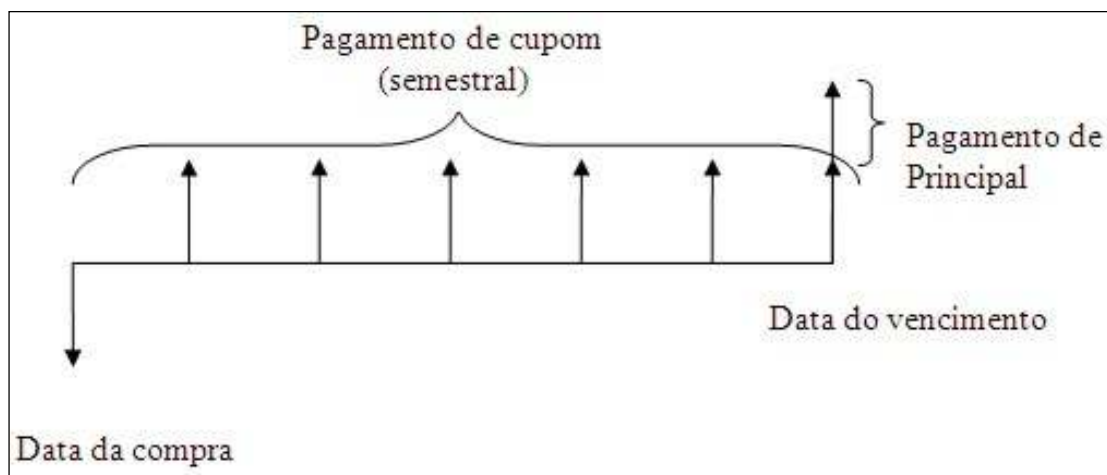 Pagamento de cupom
(semestral)
Pagamento de
Principal
Data do vencimento
Data da compra